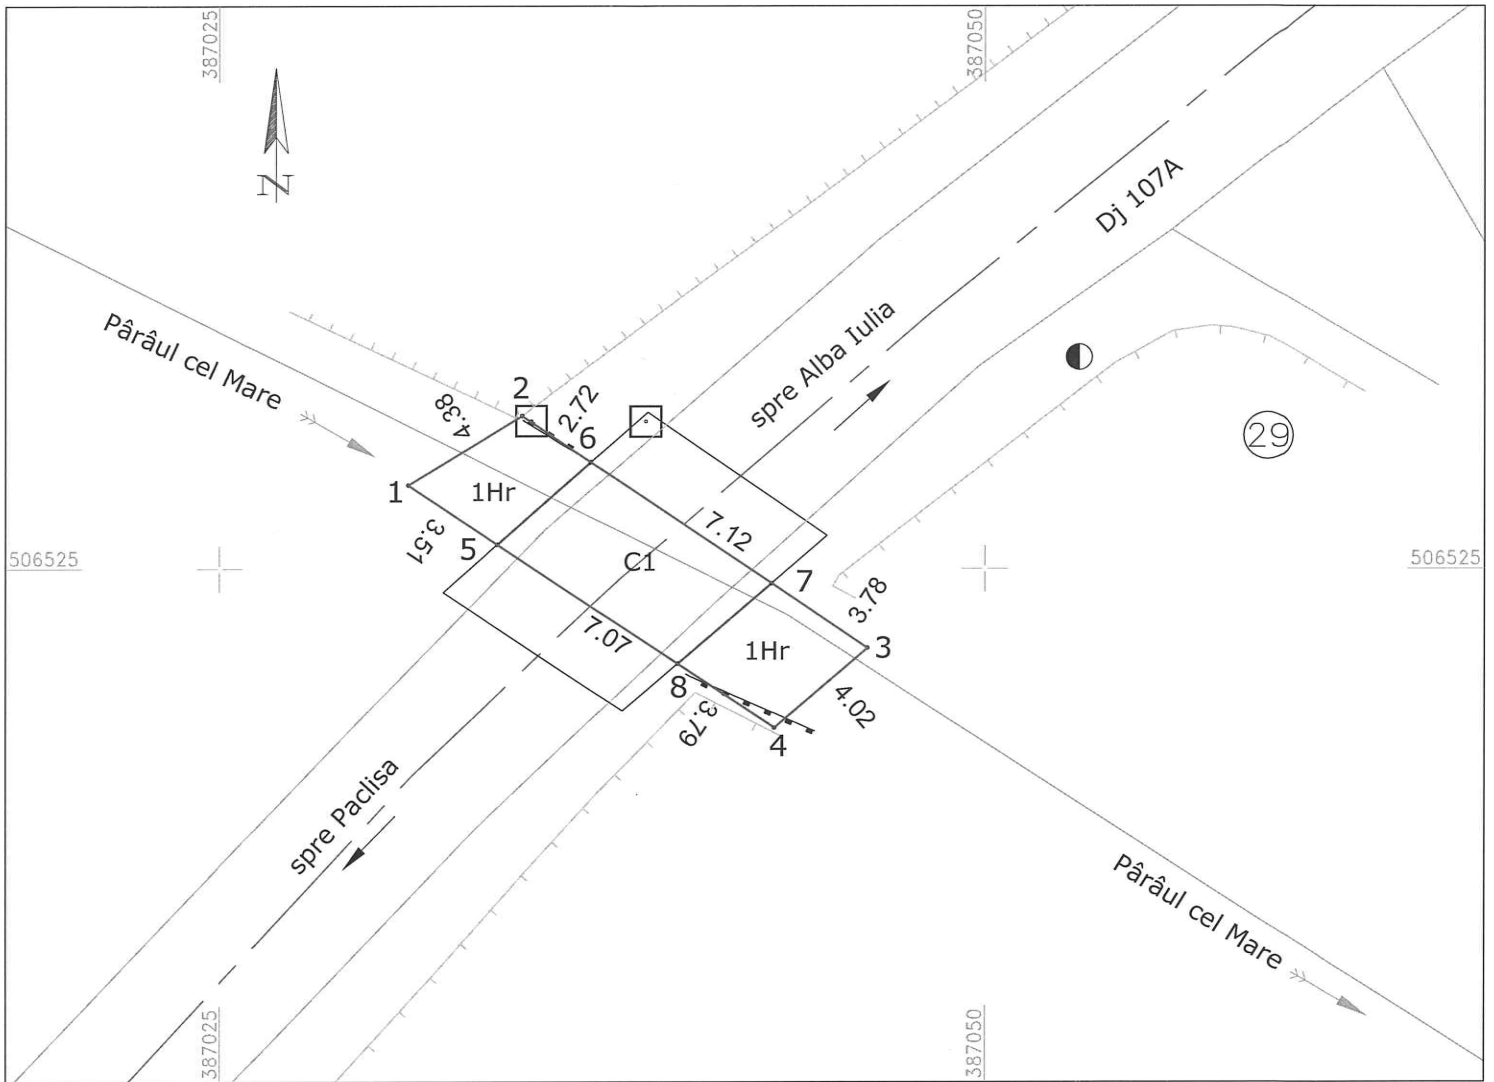 387025
387050
N
Dj 107A
Pârâul cel Mare
spre Alba Iulia
2
4.38
2.72
6
29
1
1Hr
3.51
5
7.12
C1
506525
506525
7
3.78
7.07
1Hr
3
8
3.79
4.02
4
spre Paclisa
Pârâul cel Mare
387025
387050